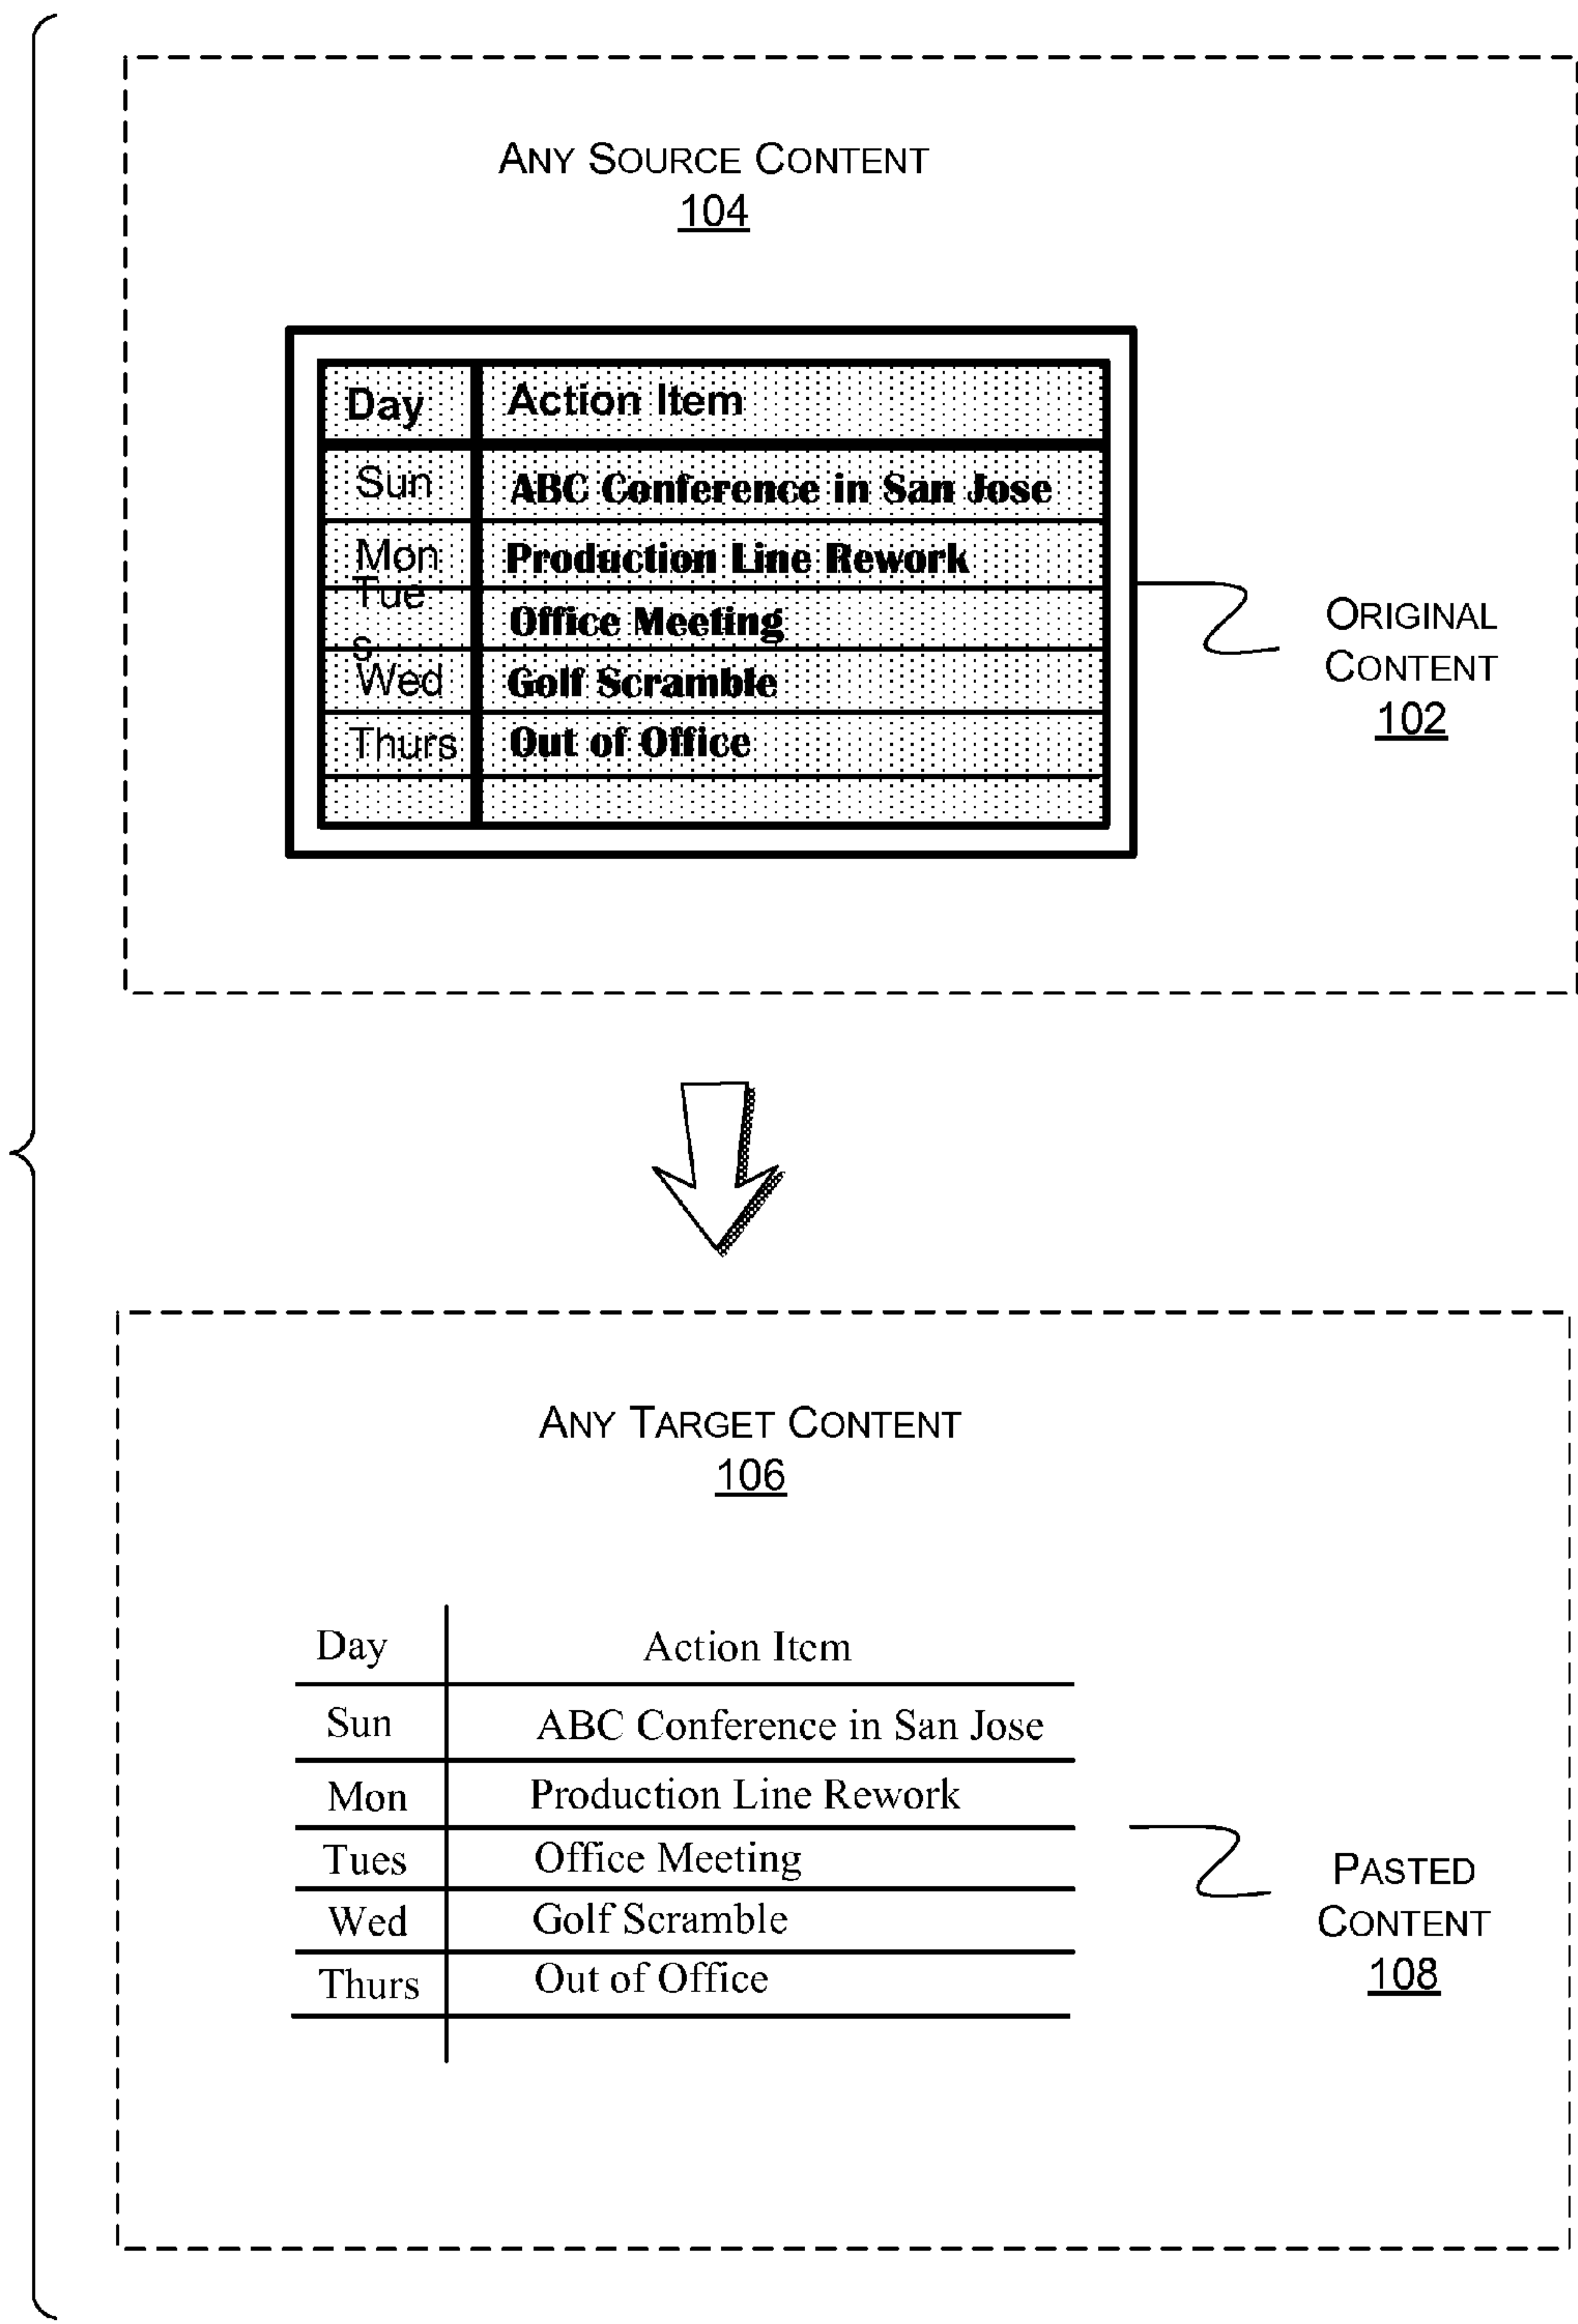 ANY SOURCE CONTENT
104
Day Action Item
Sun ABC Conference in San Jose
Mon Production Line Rework
Tue
s Office Meeting
Wed Golf Scramble
Thurs Out of Office
ORIGINAL
CONTENT
102
ANY TARGET CONTENT
106
Day Action Item
Sun ABC Conference in San Jose
Mon Production Line Rework
Tues Office Meeting
Wed Golf Scramble
Thurs Out of Office
PASTED
CONTENT
108